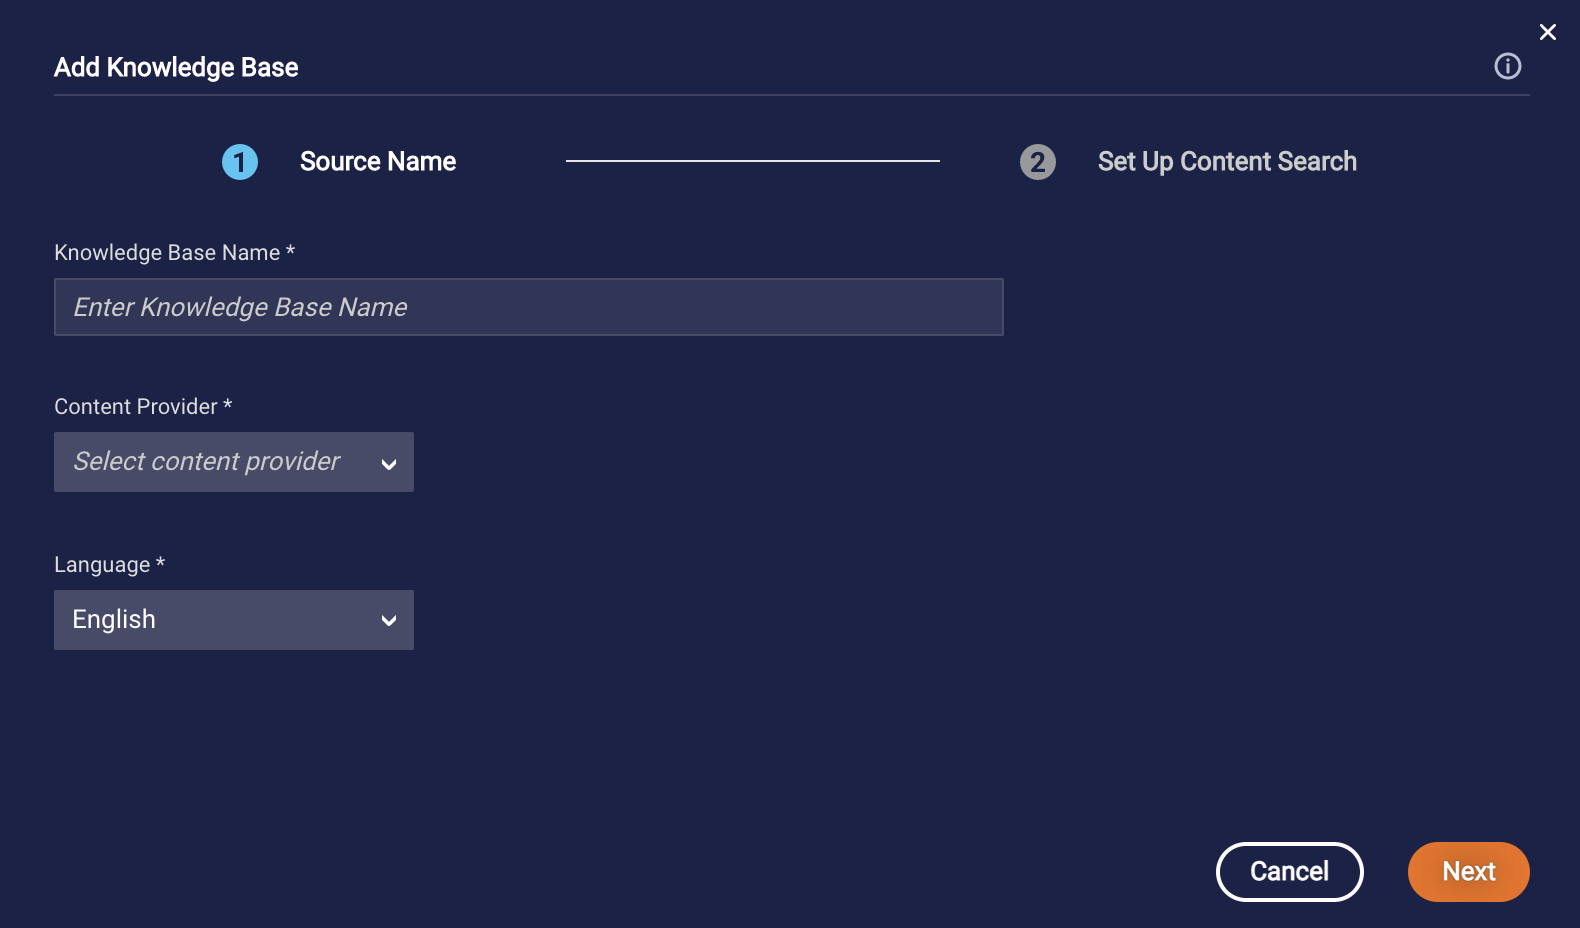 Add Knowledge Base
1 Source Name
2 Set Up Content Search
Knowledge Base Name *
Enter Knowledge Base Name
Content Provider *
Select content provider
Language *
English
Cancel
Next